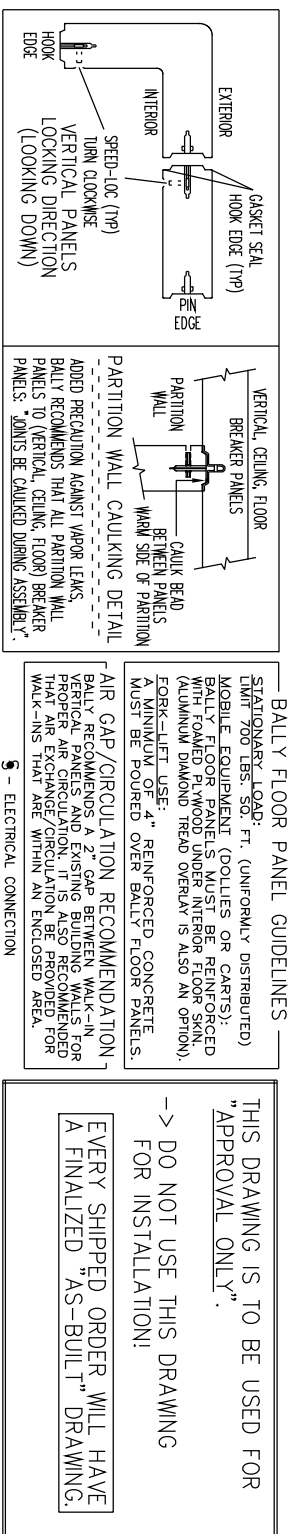 EXTERIOR
INTERIOR
GASKET SEAL
HOOK EDGE (TYP)
PIN
EDGE
HOOK
EDGE
SPEED-LOC (TYP)
TURN CLOCKWISE
VERTICAL PANELS
LOCKING DIRECTION
(LOOKING DOWN)
VERTICAL, CEILING, FLOOR
BREAKER PANELS
PARTITION
WALL
CAULK BEAD
BETWEEN PANELS
WARM SIDE OF PARTITION
PARTITION WALL CAULKING DETAIL
ADDED PRECAUTION AGAINST VAPOR LEAKS,
BALLY RECOMMENDS THAT ALL PARTITION WALL
PANELS TO (VERTICAL, CEILING, FLOOR) BREAKER
PANELS: "JOINTS BE CAULKED DURING ASSEMBLY".
BALLY FLOOR PANEL GUIDELINES
STATIONARY LOAD:
LIMIT 700 LBS. SQ. FT. (UNIFORMLY DISTRIBUTED)
MOBILE EQUIPMENT (DOLLIES OR CARTS):
BALLY FLOOR PANELS MUST BE REINFORCED
WITH FOAMED PLYWOOD UNDER INTERIOR FLOOR SKIN.
(ALUMINUM DIAMOND TREAD OVERLAY IS ALSO AN OPTION).
FORK-LIFT USE:
A MINIMUM OF 4" REINFORCED CONCRETE
MUST BE POURED OVER BALLY FLOOR PANELS.
AIR GAP/CIRCULATION RECOMMENDATION
BALLY RECOMMENDS A 2" GAP BETWEEN WALK-IN
VERTICAL PANELS AND EXISTING BUILDING WALLS FOR
PROPER AIR CIRCULATION. IT IS ALSO RECOMMENDED
THAT AIR EXCHANGE/CIRCULATION BE PROVIDED FOR
WALK-INS THAT ARE WITHIN AN ENCLOSED AREA.
- ELECTRICAL CONNECTION
THIS DRAWING IS TO BE USED FOR
"APPROVAL ONLY".
-> DO NOT USE THIS DRAWING
FOR INSTALLATION!
EVERY SHIPPED ORDER WILL HAVE
A FINALIZED "AS-BUILT" DRAWING.